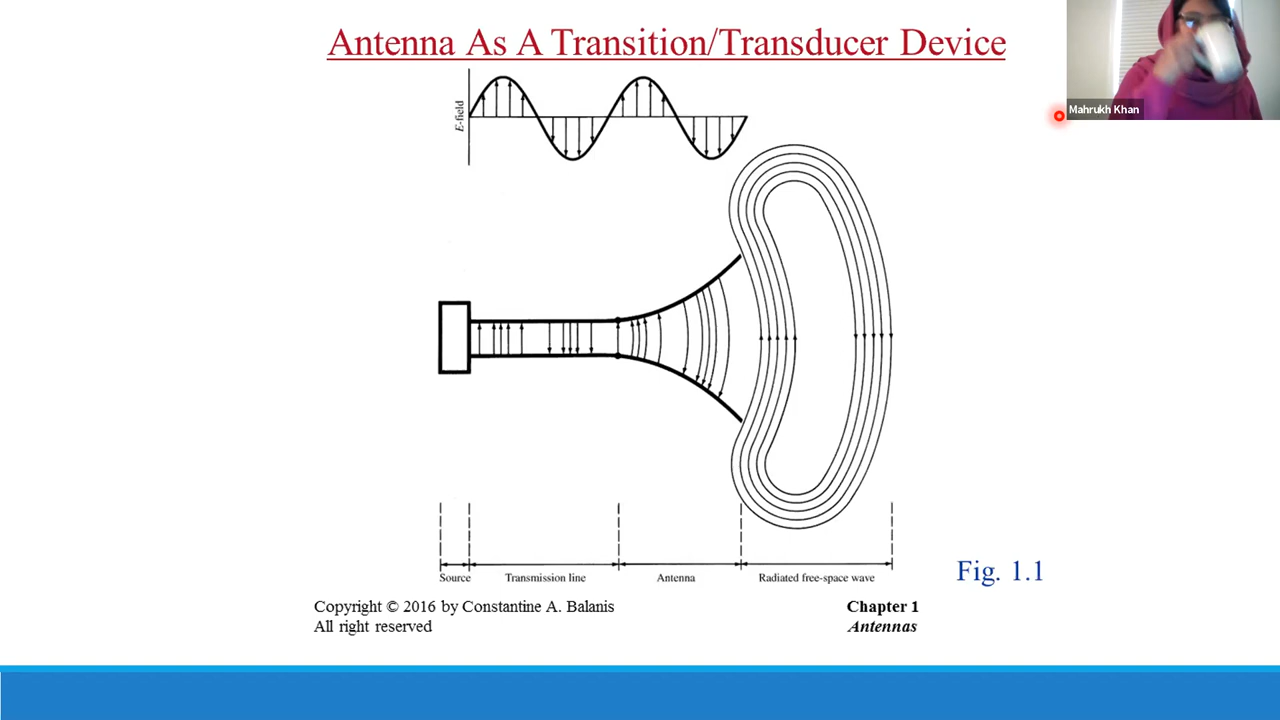 Antenna As A Transition/Transducer Device
Mahrukh Khan
E-field
Source
Transmission line
Antenna
Radiated free-space wave
Fig. 1.1
Copyright © 2016 by Constantine A. Balanis
All right reserved
Chapter 1
Antennas